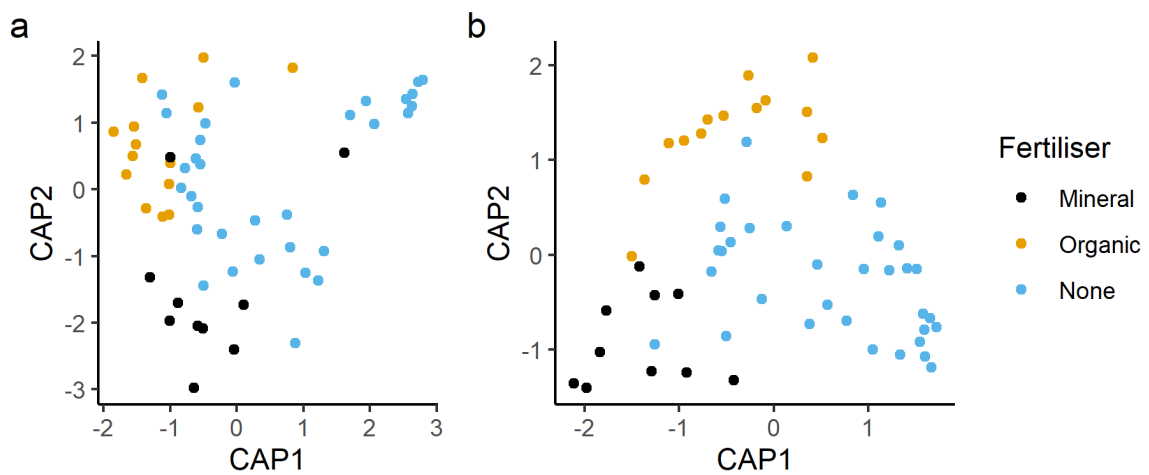 a
2
1
0
-1
-2
-3
CAP2
-2 -1 0 1 2 3
CAP1
b
2
1
0
-1
CAP2
-2 -1 0 1
CAP1
Fertiliser
Mineral
Organic
None